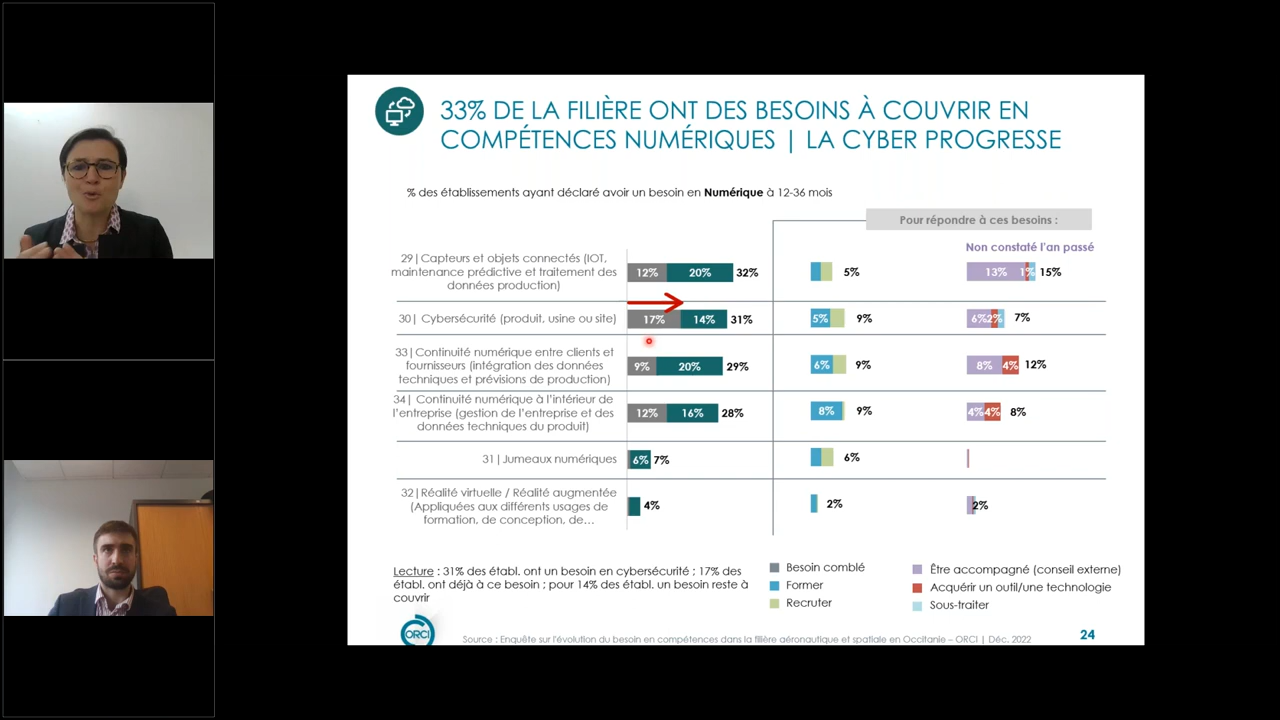 33% DE LA FILIÈRE ONT DES BESOINS À COUVRIR EN
COMPÉTENCES NUMÉRIQUES | LA CYBER PROGRESSE
% des établissements ayant déclaré avoir un besoin en Numérique à 12-36 mois
Pour répondre à ces besoins :
Non constaté l'an passé
29|Capteurs et objets connectés (IOT,
maintenance prédictive et traitement des
données production)
12% 20% 32% 5% 13% 1% 15%
30| Cybersécurité (produit, usine ou site)
17% 14% 31% 5% 9% 6% 2% 7%
33|Continuité numérique entre clients et
fournisseurs (intégration des données
techniques et prévisions de production)
9% 20% 29% 6% 9% 8% 4% 12%
34| Continuité numérique à l'intérieur de
l'entreprise (gestion de l'entreprise et des
données techniques du produit)
12% 16% 28% 8% 9% 4% 4% 8%
31|Jumeaux numériques
6% 7% 6%
32|Réalité virtuelle / Réalité augmentée
(Appliquées aux différents usages de
formation, de conception, de...
4% 2% 2%
Lecture : 31% des établ. ont un besoin en cybersécurité ; 17% des
établ. ont déjà à ce besoin ; pour 14% des établ. un besoin reste à
couvrir
Besoin comblé
Former
Recruter
Être accompagné (conseil externe)
Acquérir un outil/une technologie
Sous-traiter
ORCI
Source : Enquête sur l'évolution du besoin en compétences dans la filière aéronautique et spatiale en Occitanie – ORCI | Déc. 2022
24